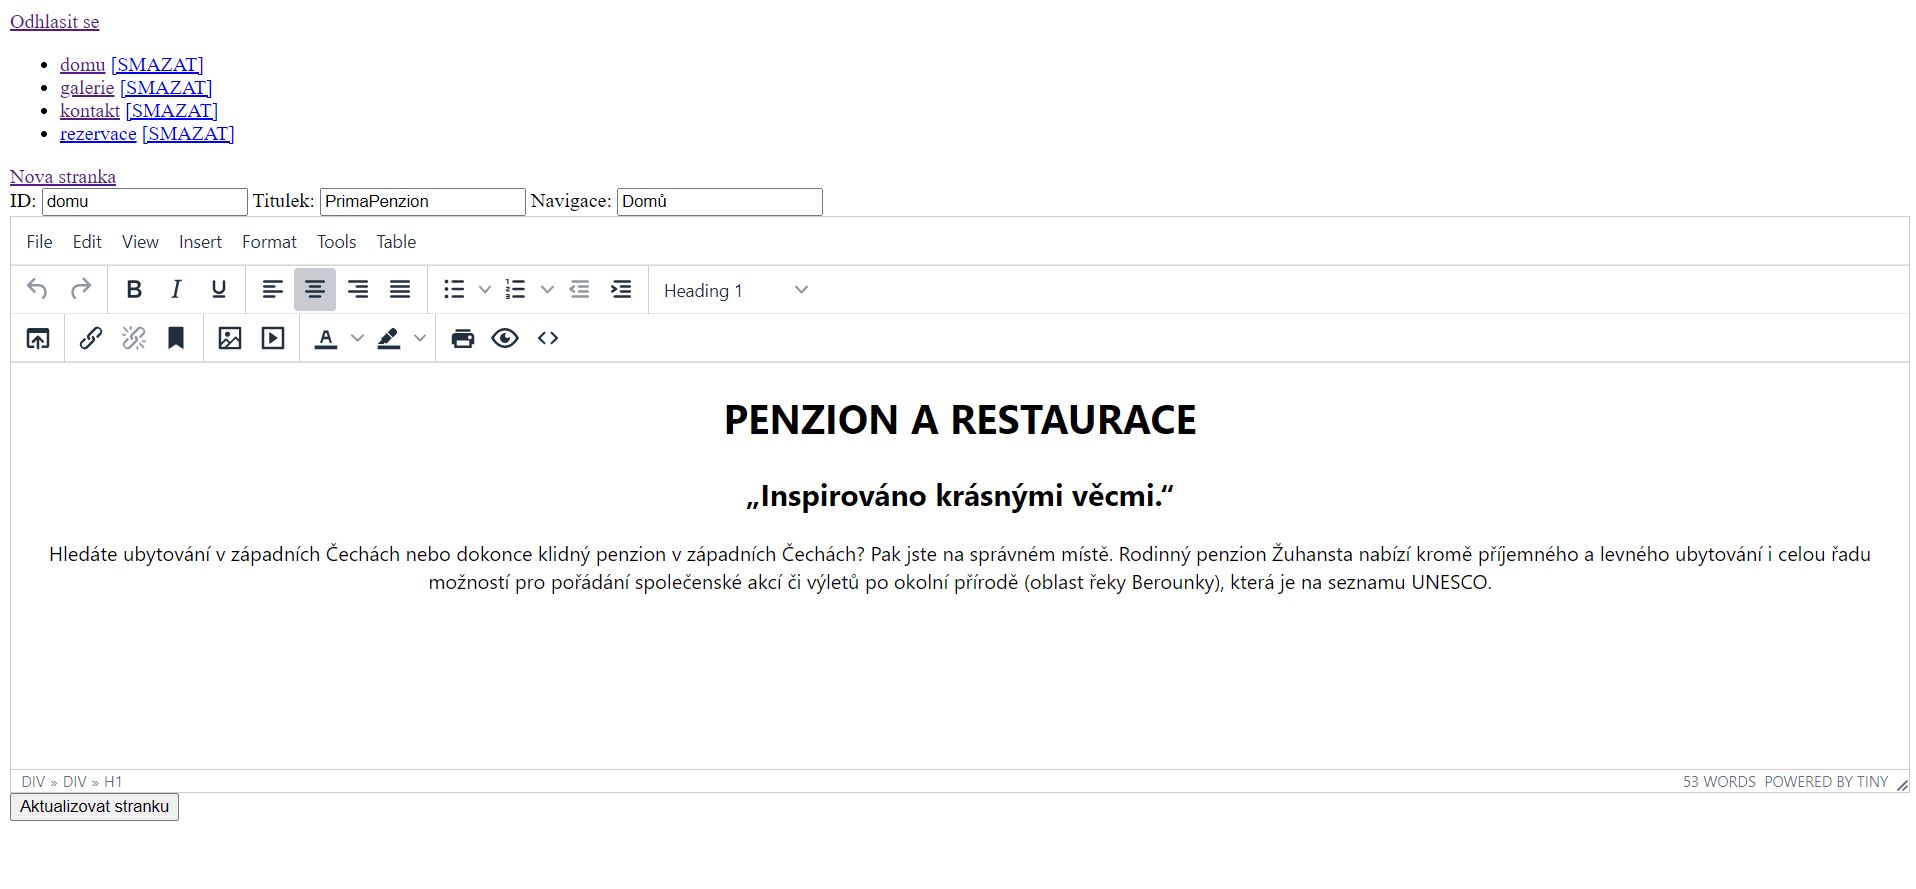 Odhlasit se
domu [SMAZAT]
galerie [SMAZAT]
kontakt [SMAZAT]
rezervace [SMAZAT]
Nova stranka
ID: domu Titulek: PrimaPenzion Navigace: Domů
File Edit View Insert Format Tools Table
Heading 1
PENZION A RESTAURACE
„Inspirováno krásnými věcmi.“
Hledáte ubytování v západních Čechách nebo dokonce klidný penzion v západních Čechách? Pak jste na správném místě. Rodinný penzion Žuhansta nabízí kromě příjemného a levného ubytování i celou řadu
možností pro pořádání společenské akcí či výletů po okolní přírodě (oblast řeky Berounky), která je na seznamu UNESCO.
DIV » DIV » H1 53 WORDS POWERED BY TINY
Aktualizovat stranku